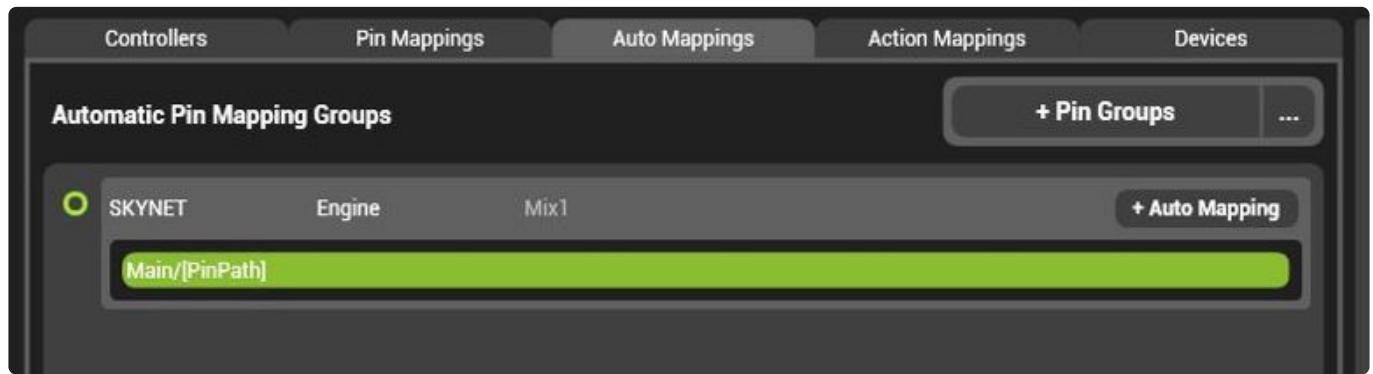 Controllers Pin Mappings Auto Mappings Action Mappings Devices
Automatic Pin Mapping Groups + Pin Groups ...
SKYNET Engine Mix1 + Auto Mapping
Main/[PinPath]